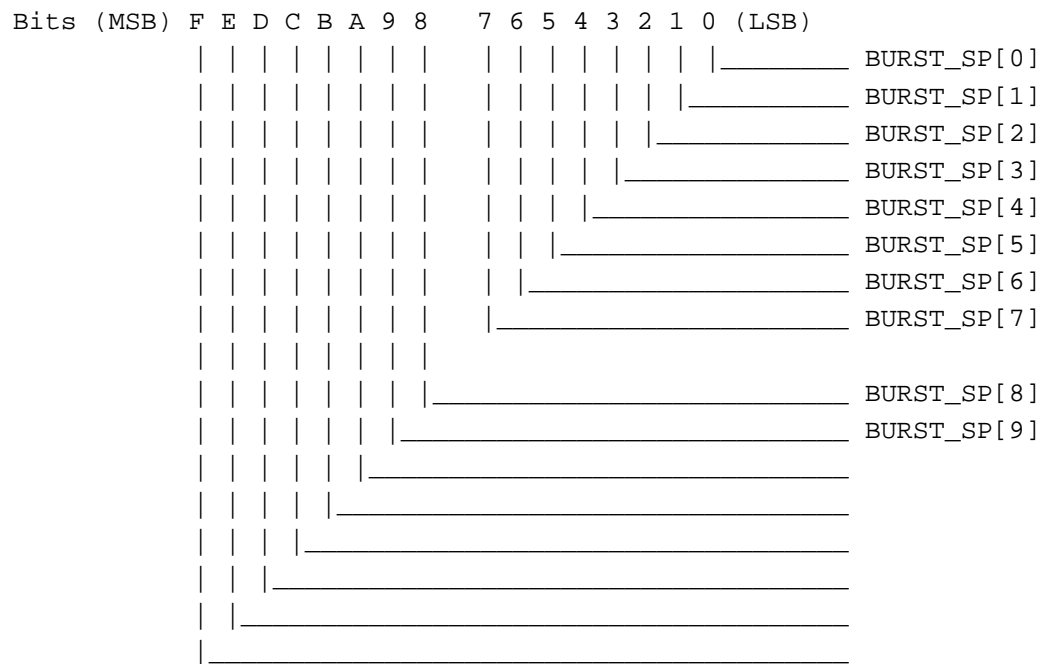 Bits (MSB) F E D C B A 9 8 7 6 5 4 3 2 1 0 (LSB)
BURST_SP[0]
BURST_SP[1]
BURST_SP[2]
BURST_SP[3]
BURST_SP[4]
BURST_SP[5]
BURST_SP[6]
BURST_SP[7]
BURST_SP[8]
BURST_SP[9]